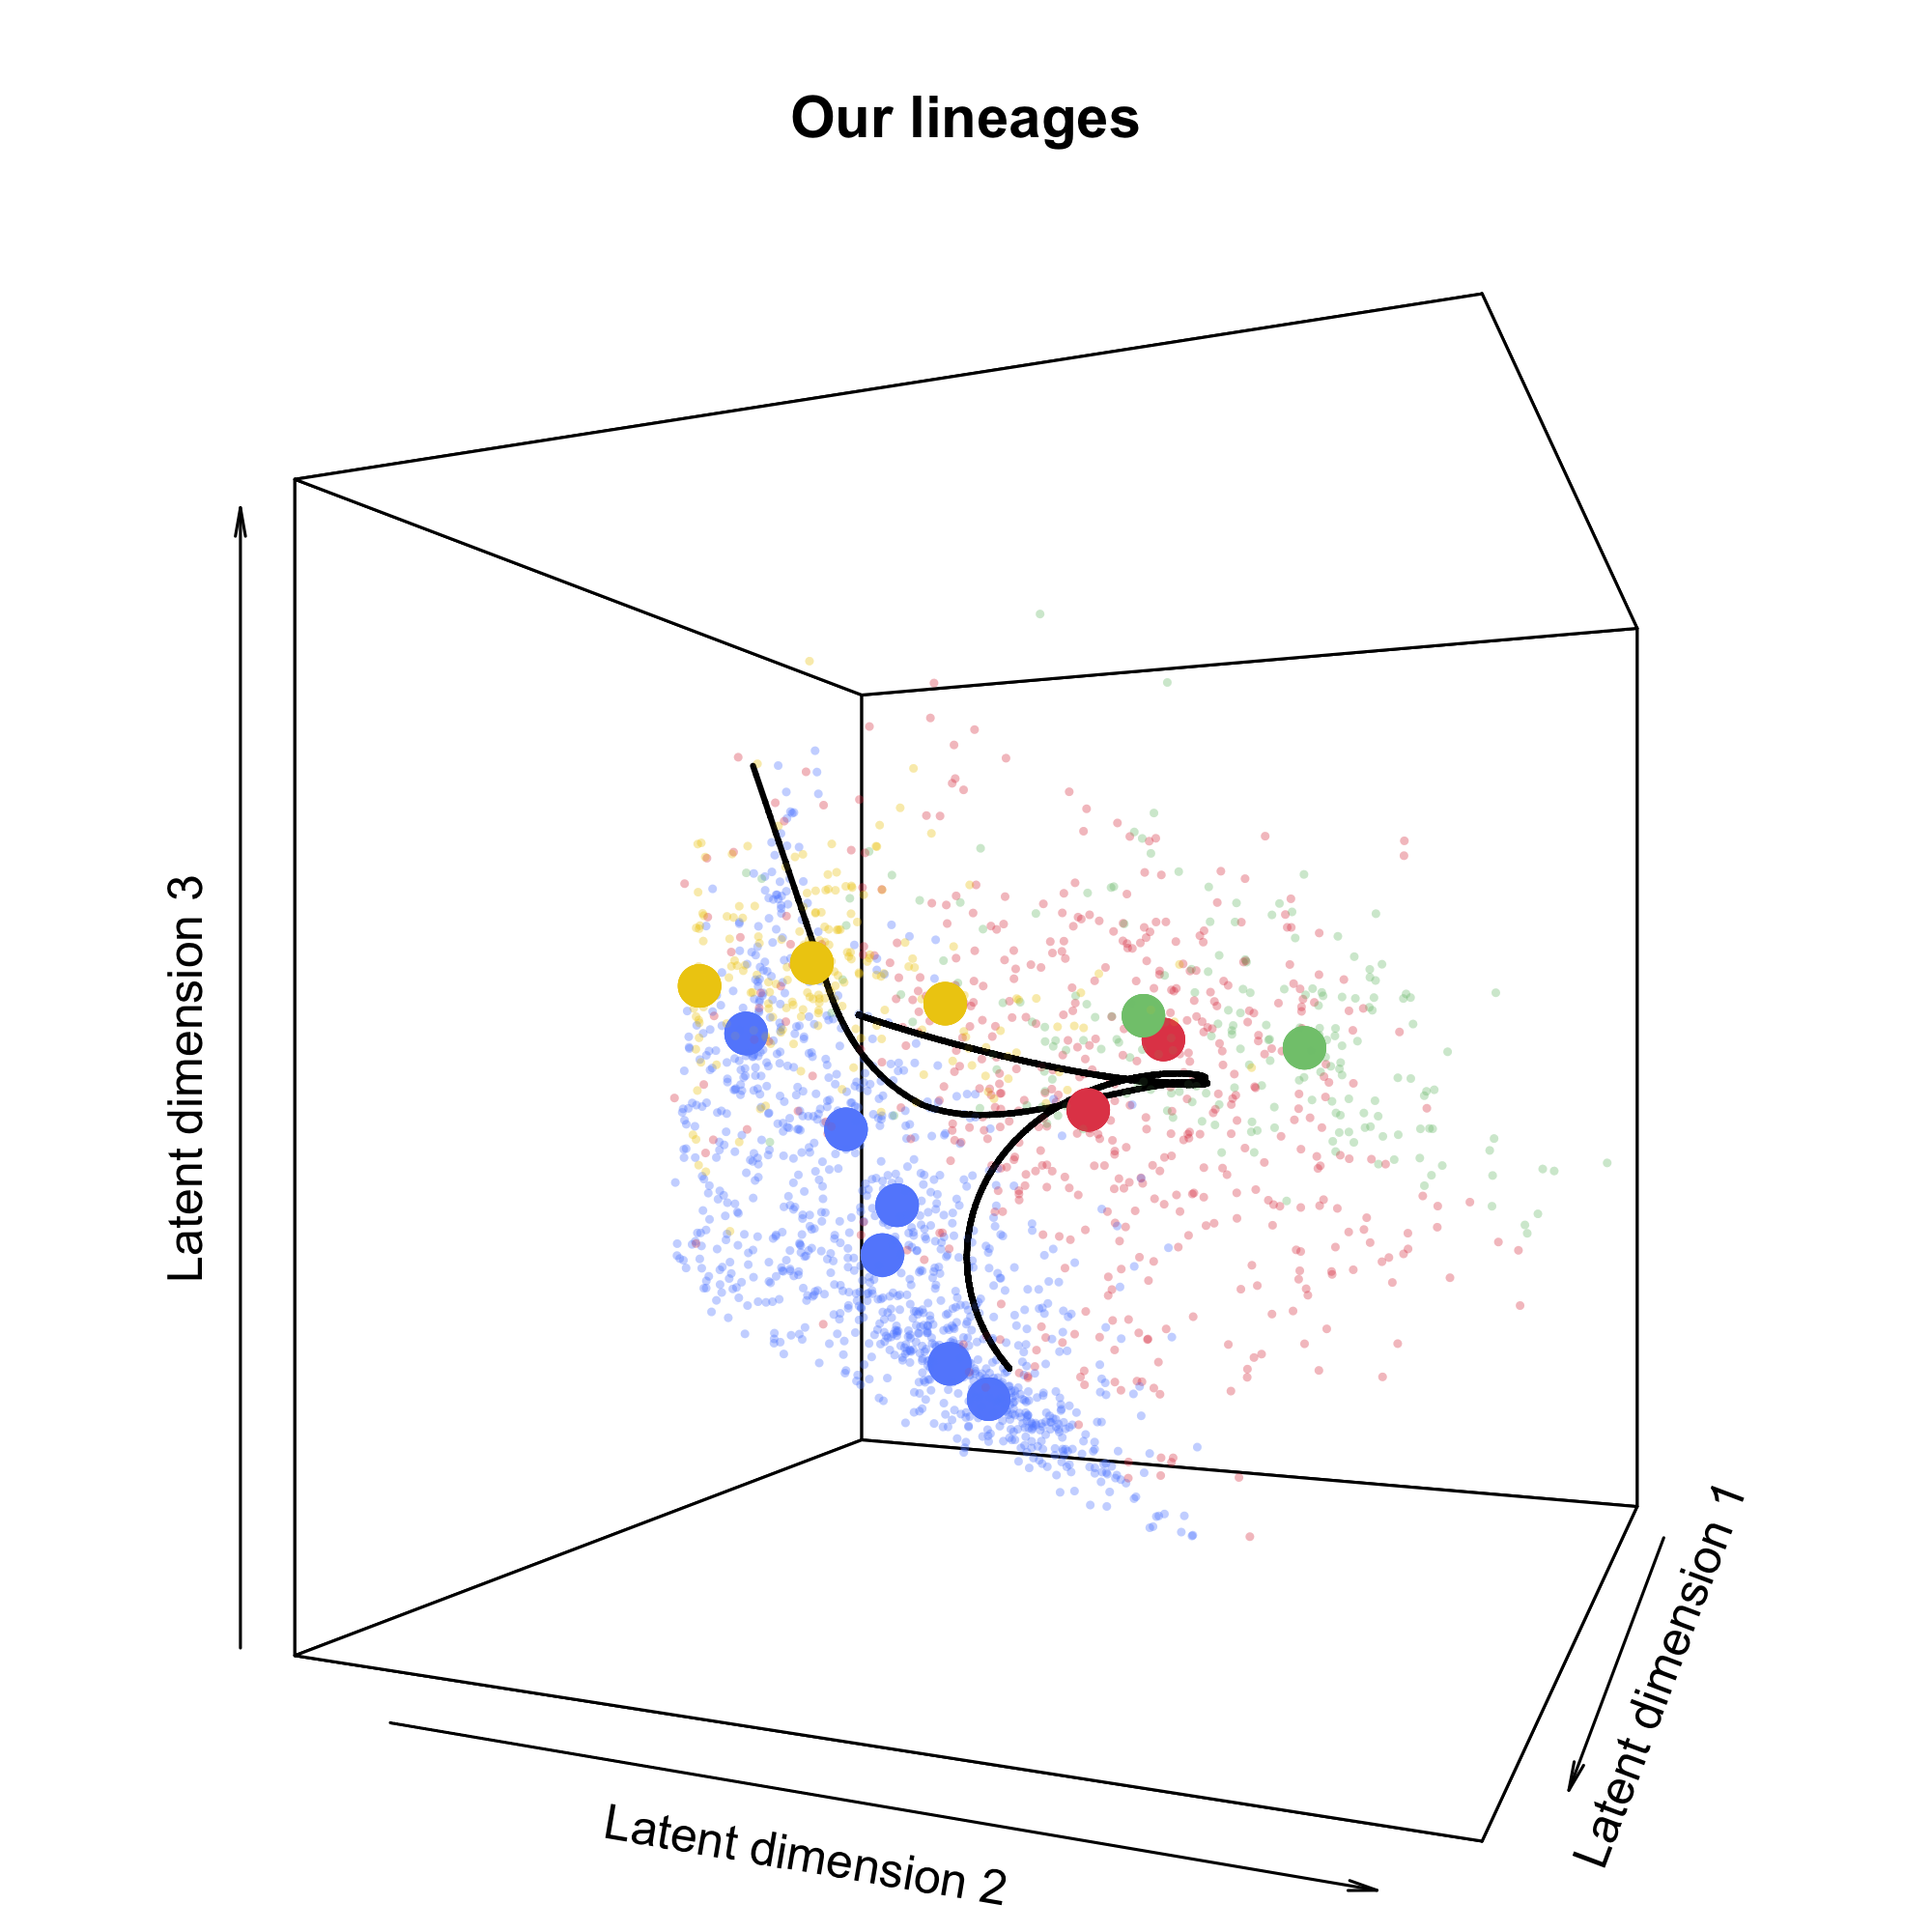 Our lineages
Latent dimension 3
Latent dimension 1
Latent dimension 2